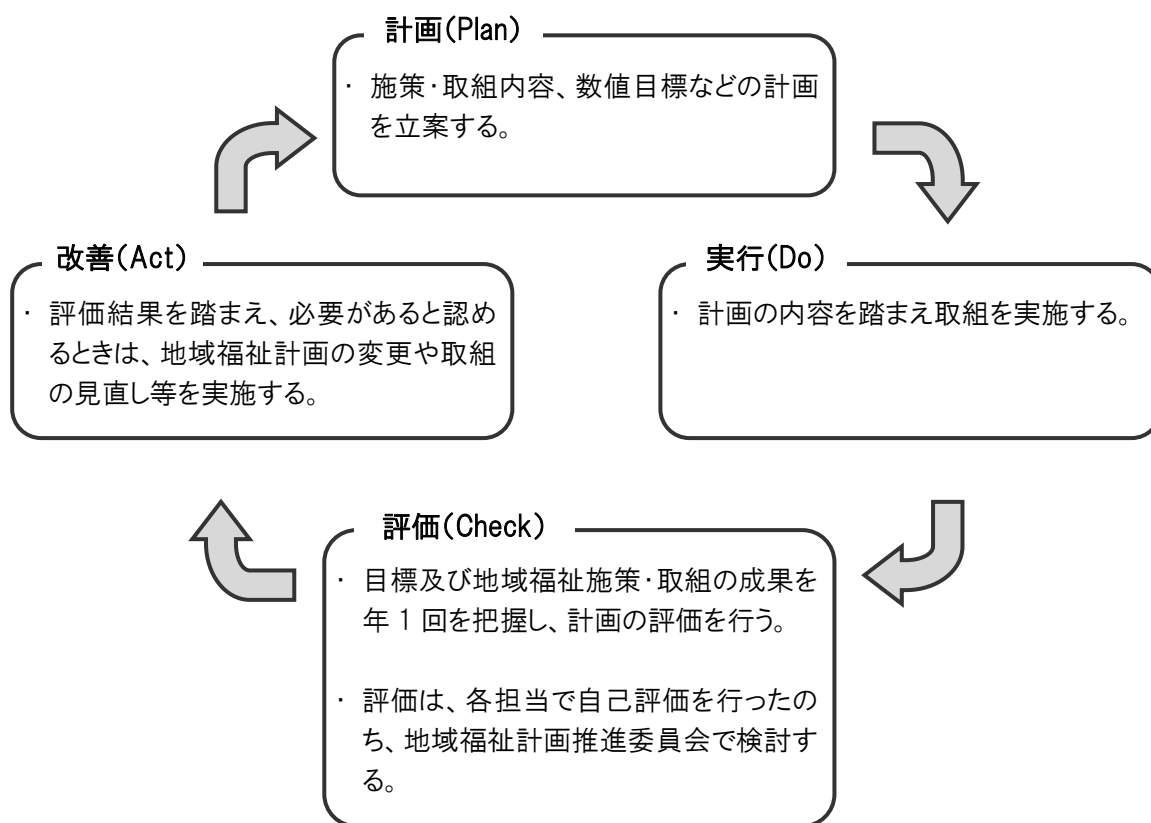 計画(Plan)
・ 施策・取組内容、数値目標などの計画
を立案する。
改善(Act)
・ 評価結果を踏まえ、必要があると認め
るときは、地域福祉計画の変更や取組
の見直し等を実施する。
実行(Do)
・ 計画の内容を踏まえ取組を実施する。
評価(Check)
・ 目標及び地域福祉施策・取組の成果を
年 1 回を把握し、計画の評価を行う。
・ 評価は、各担当で自己評価を行ったの
ち、地域福祉計画推進委員会で検討す
る。